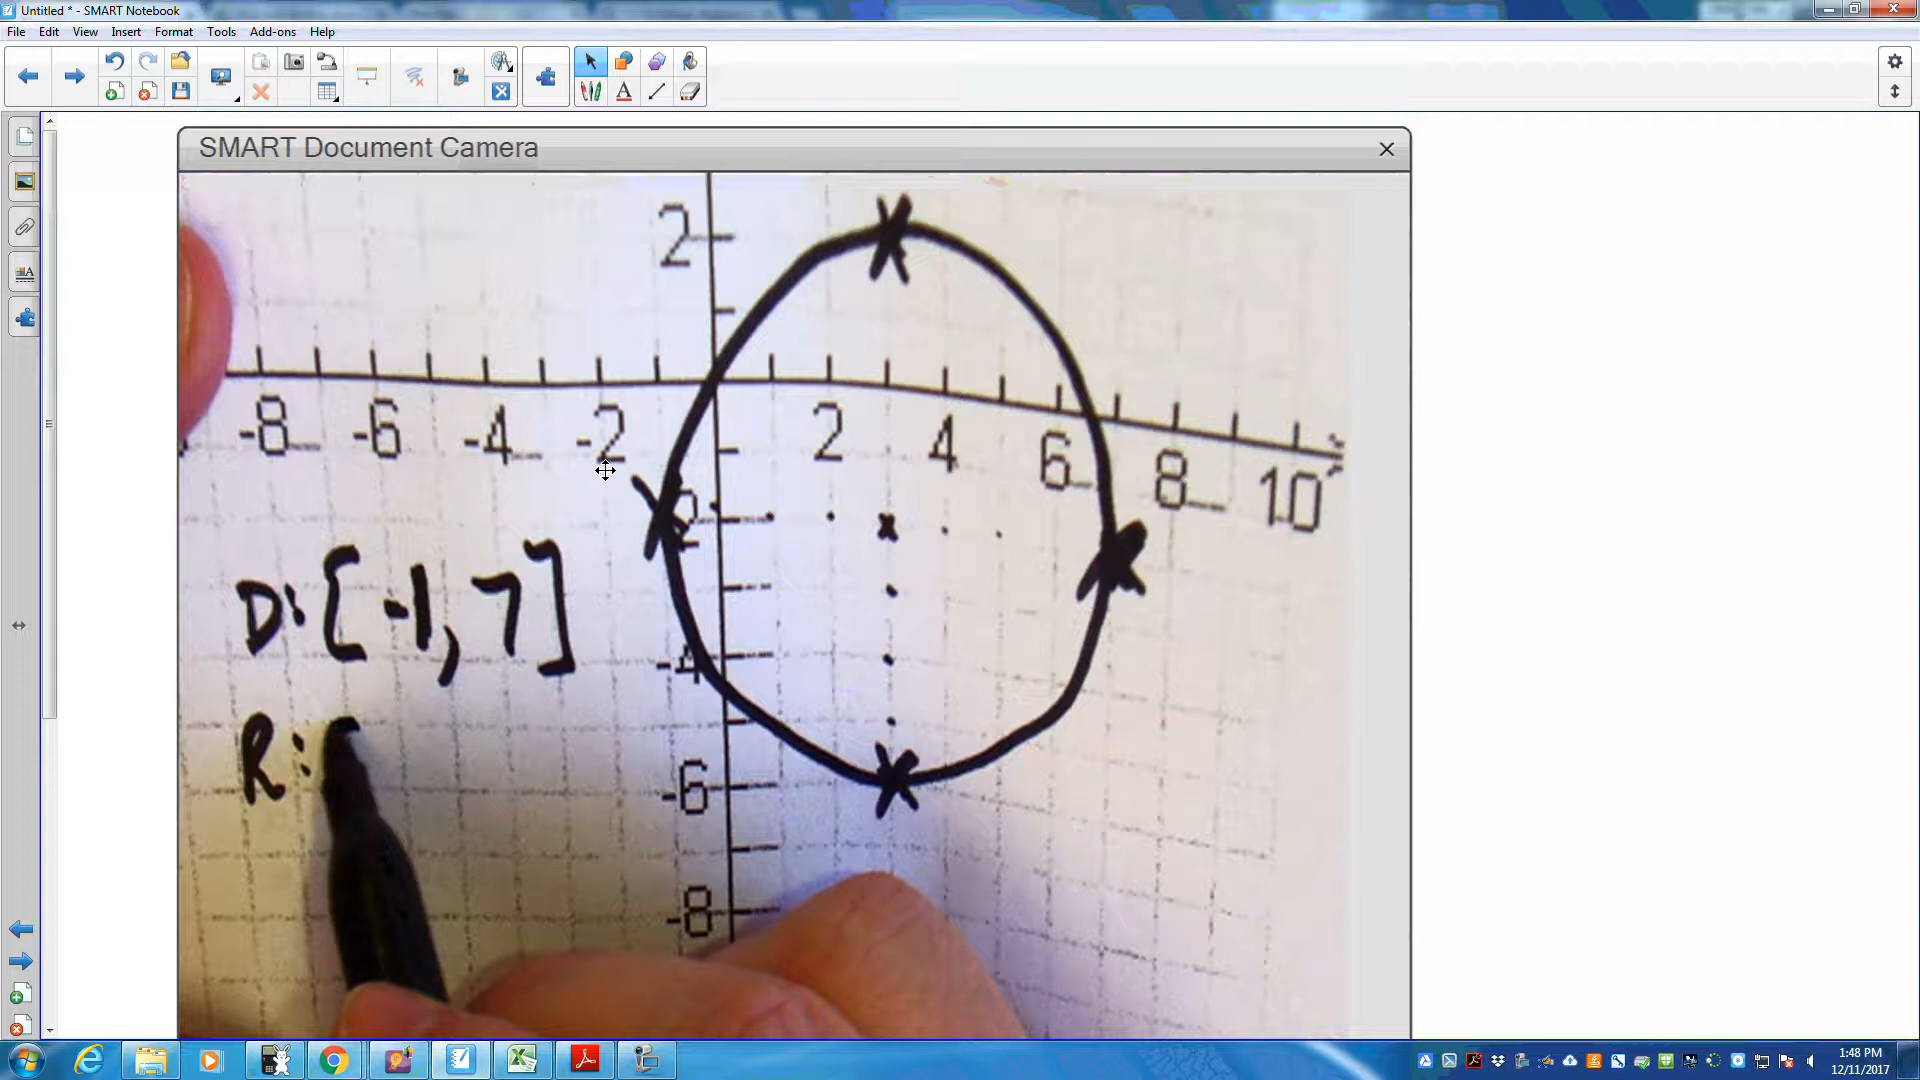 Untitled * - SMART Notebook
File Edit View Insert Format Tools Add-ons Help
SMART Document Camera
2
-8 -6 -4 -2 2 4 6 8 10
2
-4
-6
-8
D: [-1, 7]
R: [
1:48 PM
12/11/2017